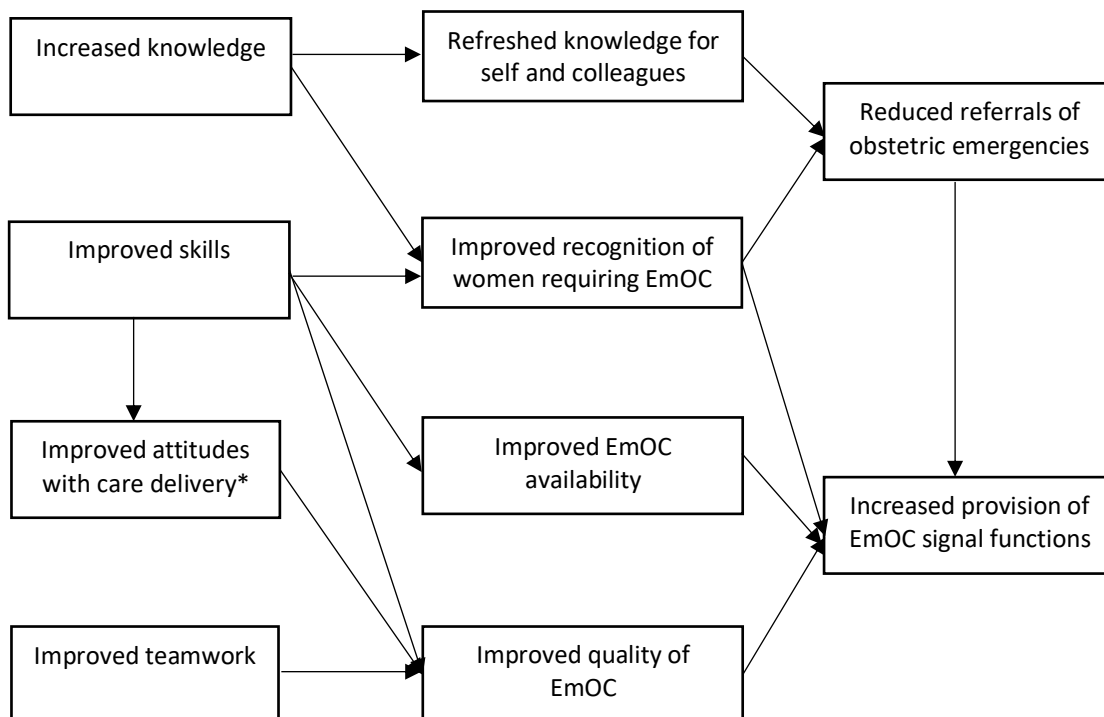 Increased knowledge
Refreshed knowledge for
self and colleagues
Reduced referrals of
obstetric emergencies
Improved skills
Improved recognition of
women requiring EmOC
Improved attitudes
with care delivery*
Improved EmOC
availability
Increased provision of
EmOC signal functions
Improved teamwork
Improved quality of
EmOC